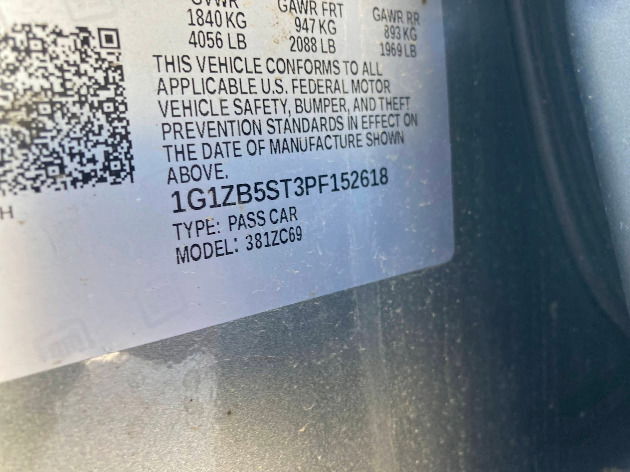 GVWR GAWR FRT GAWR RR
1840 KG 947 KG 893 KG
4056 LB 2088 LB 1969 LB
THIS VEHICLE CONFORMS TO ALL
APPLICABLE U.S. FEDERAL MOTOR
VEHICLE SAFETY, BUMPER, AND THEFT
PREVENTION STANDARDS IN EFFECT ON
THE DATE OF MANUFACTURE SHOWN
ABOVE.
1G1ZB5ST3PF152618
TYPE: PASS CAR
MODEL: 381ZC69
H